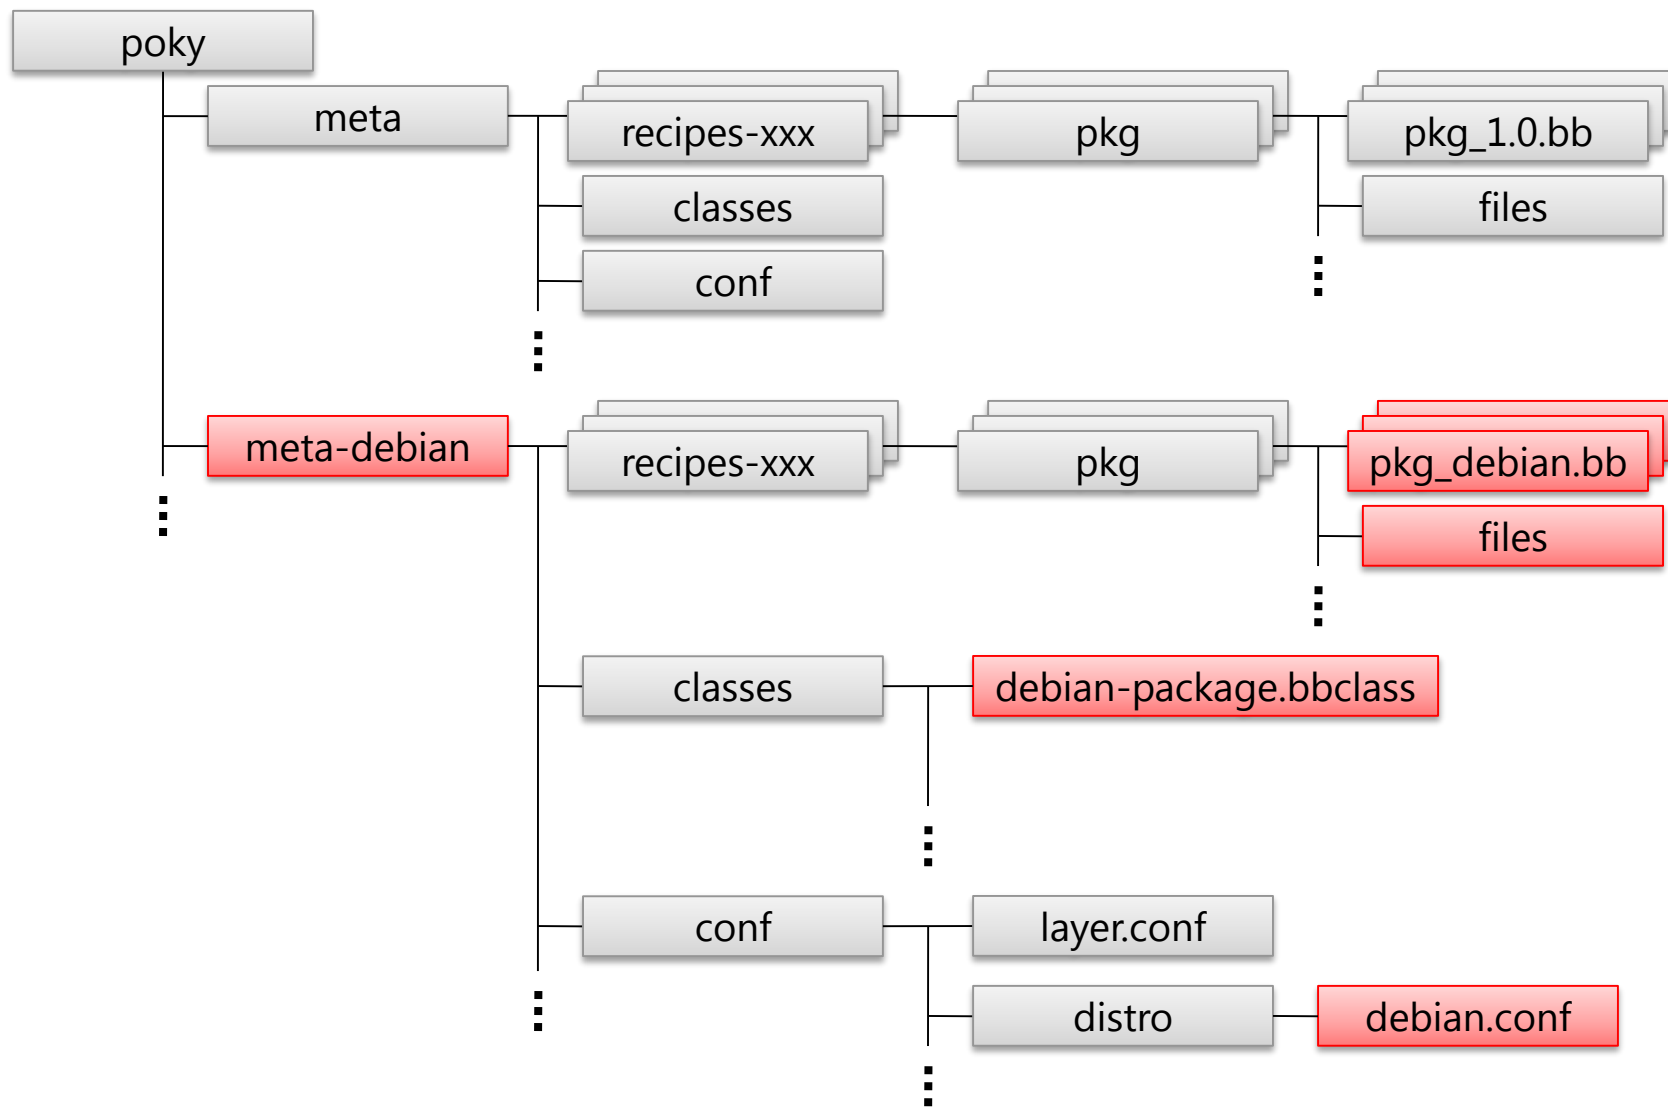 poky
meta
recipes-xxx
pkg
pkg_1.0.bb
classes
files
conf
meta-debian
recipes-xxx
pkg
pkg_debian.bb
files
classes
debian-package.bbclass
conf
layer.conf
distro
debian.conf